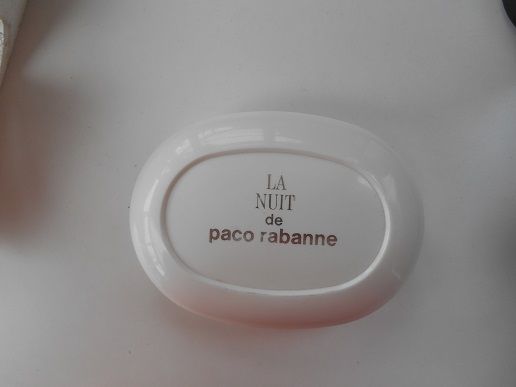 LA
NUIT
de
paco rabanne